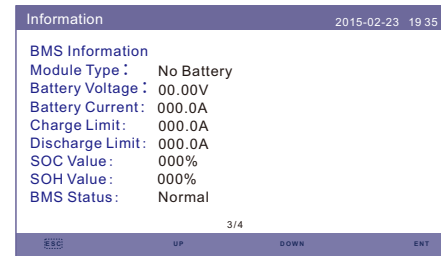 Information 2015-02-23 19 35
BMS Information
Module Type: No Battery
Battery Voltage: 00.00V
Battery Current: 000.0A
Charge Limit: 000.0A
Discharge Limit: 000.0A
SOC Value: 000%
SOH Value: 000%
BMS Status: Normal
3/4
ESC UP DOWN ENT